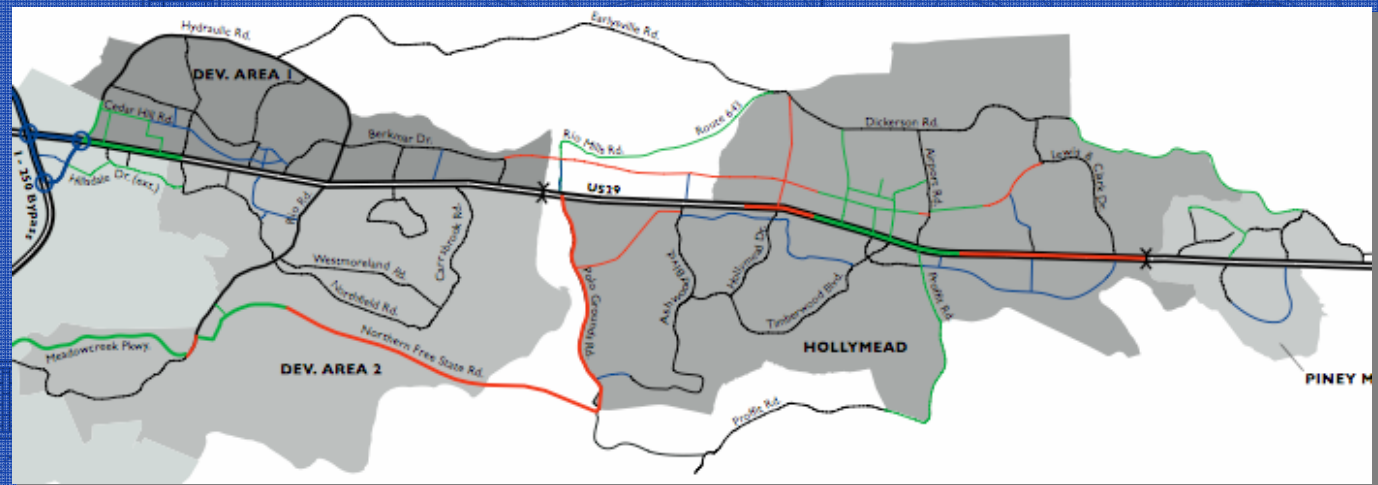 Hydraulic Rd.
Earlysville Rd.
DEV. AREA 1
Cedar Hill Rd.
Berkmar Dr.
Rio Mills Rd.
Route 643
Dickerson Rd.
Lewis & Clark Dr.
Airport Rd.
I - 250 Bypass
Hillsdale Dr. (ext.)
US29
Rio Rd.
Carrsbrook Rd.
Westmoreland Rd.
Northfield Rd.
Polo Grounds Rd.
Ashwood Blvd.
Hollymead Dr.
Timberwood Blvd.
Proffit Rd.
Meadowcreek Pkwy.
Northern Free State Rd.
DEV. AREA 2
HOLLYMEAD
PINEY M
Proffit Rd.